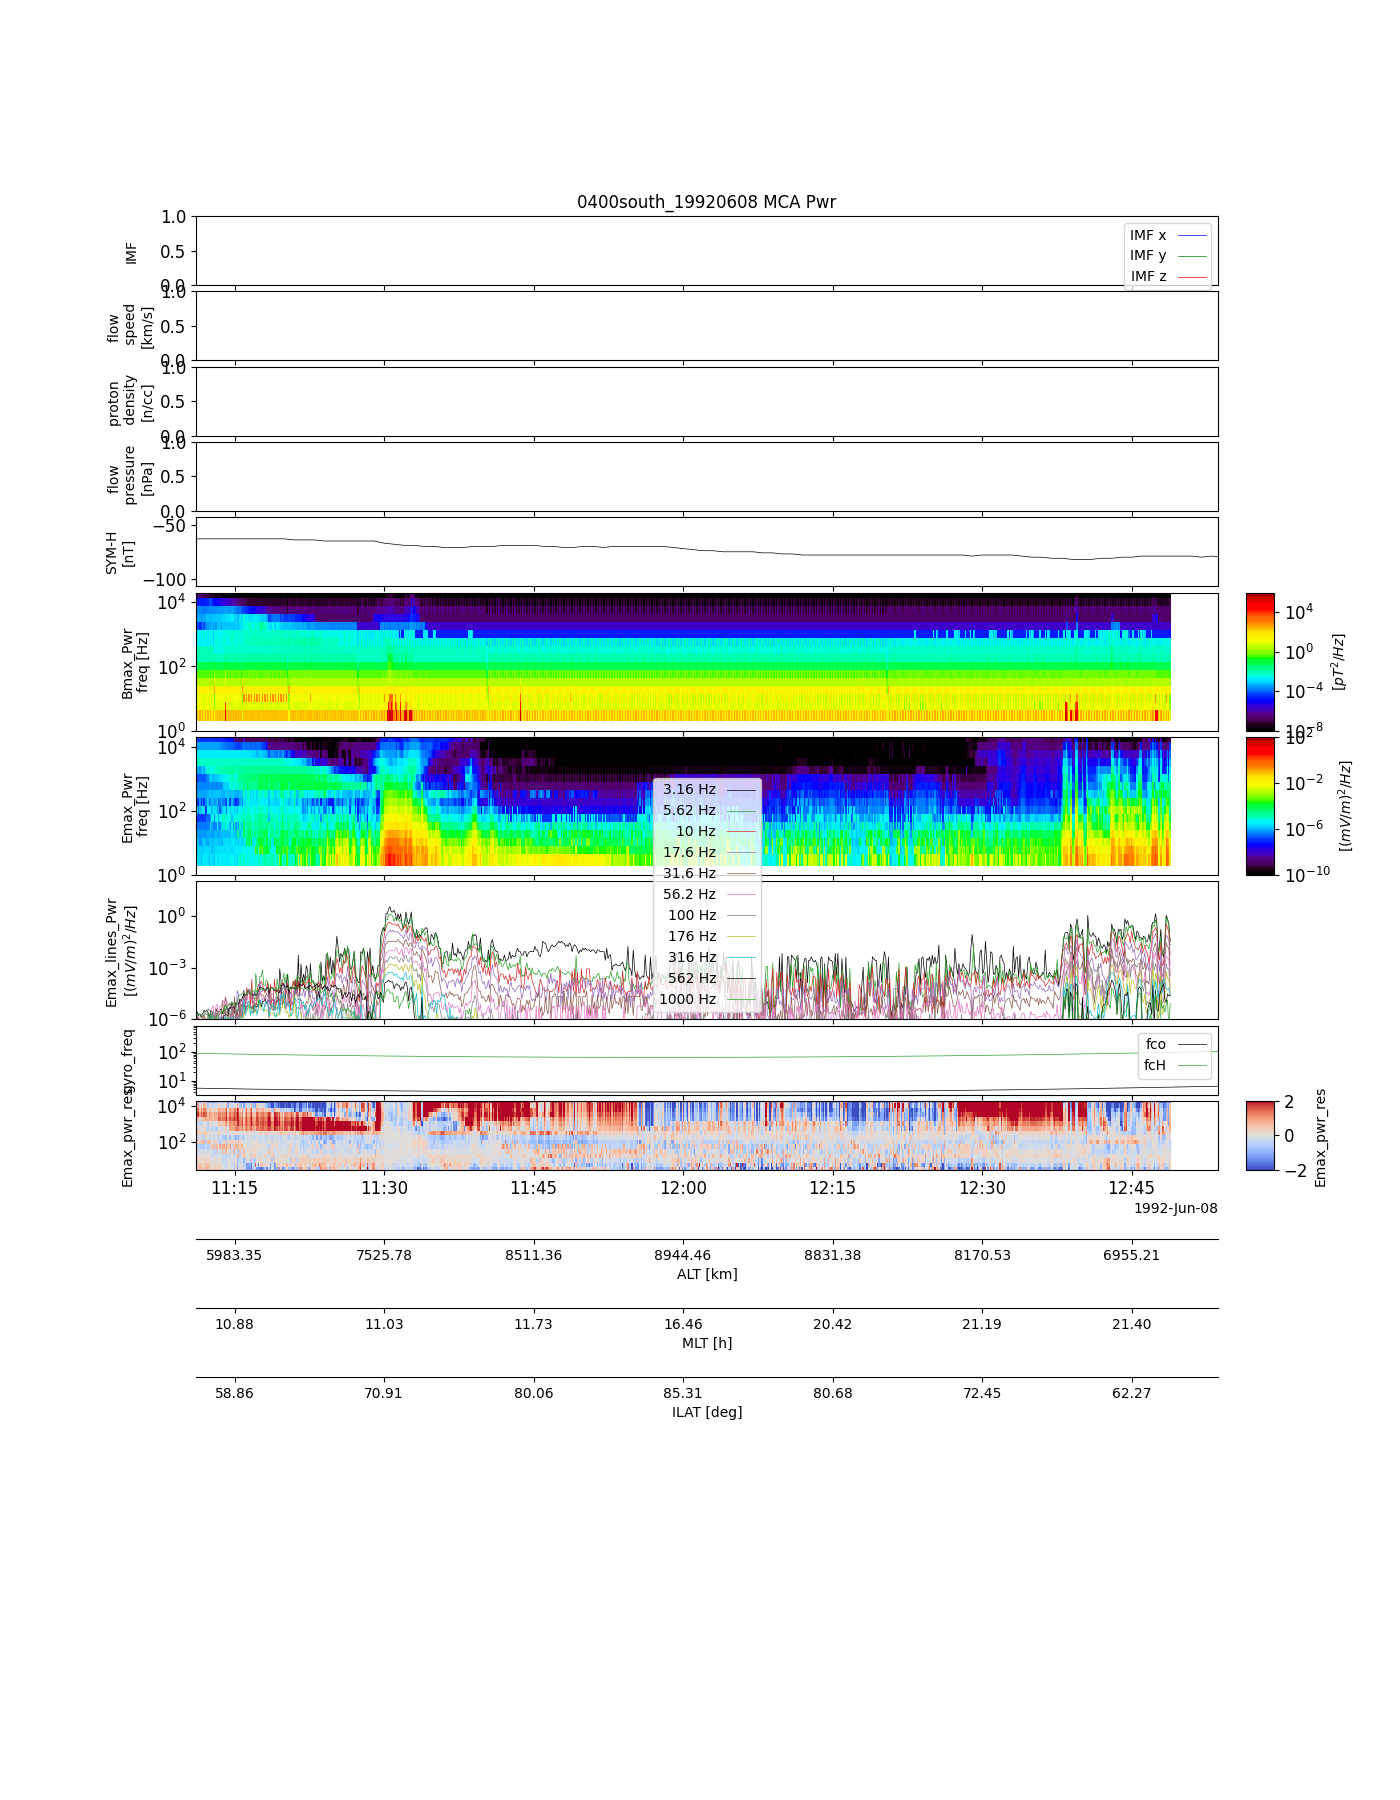 0400south_19920608 MCA Pwr
1.0
0.5
0.0
IMF
IMF x
IMF y
IMF z
1.0
0.5
0.0
flow
speed
[km/s]
1.0
0.5
0.0
proton
density
[n/cc]
1.0
0.5
0.0
flow
pressure
[nPa]
−50
−100
SYM-H
[nT]
10^4
10^2
10^0
Bmax_Pwr
freq [Hz]
10^4
10^0
10^−4
10^−8
[pT^2/Hz]
10^4
10^2
10^0
Emax_Pwr
freq [Hz]
10^2
10^−2
10^−6
10^−10
[(mV/m)^2/Hz]
3.16 Hz
5.62 Hz
10 Hz
17.6 Hz
31.6 Hz
56.2 Hz
100 Hz
176 Hz
316 Hz
562 Hz
1000 Hz
10^0
10^−3
10^−6
Emax_lines_Pwr
[(mV/m)^2/Hz]
10^2
10^1
gyro_freq
fco
fcH
10^4
10^2
Emax_pwr_res
2
0
−2
Emax_pwr_res
11:15 11:30 11:45 12:00 12:15 12:30 12:45
1992-Jun-08
5983.35 7525.78 8511.36 8944.46 8831.38 8170.53 6955.21
ALT [km]
10.88 11.03 11.73 16.46 20.42 21.19 21.40
MLT [h]
58.86 70.91 80.06 85.31 80.68 72.45 62.27
ILAT [deg]